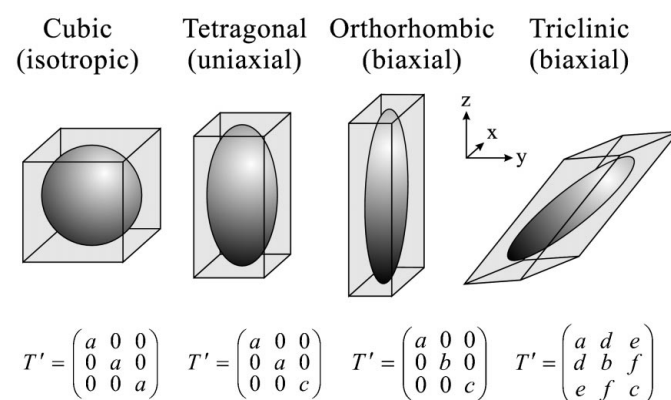 Cubic Tetragonal Orthorhombic Triclinic
(isotropic) (uniaxial) (biaxial) (biaxial)
z
x
y
a 0 0 a 0 0 a 0 0 a d e
T' = 0 a 0 T' = 0 a 0 T' = 0 b 0 T' = d b f
0 0 a 0 0 c 0 0 c e f c